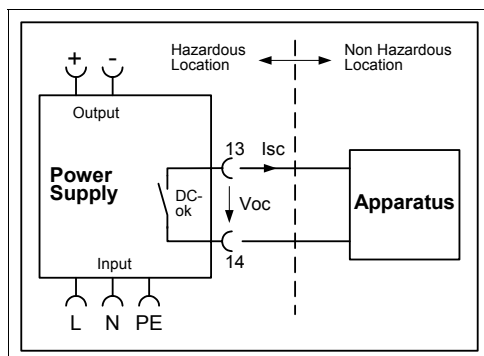 Hazardous
Location
Non Hazardous
Location
+ -
Output
Power
Supply
DC-
ok
13
Isc
Voc
14
Apparatus
Input
L N PE